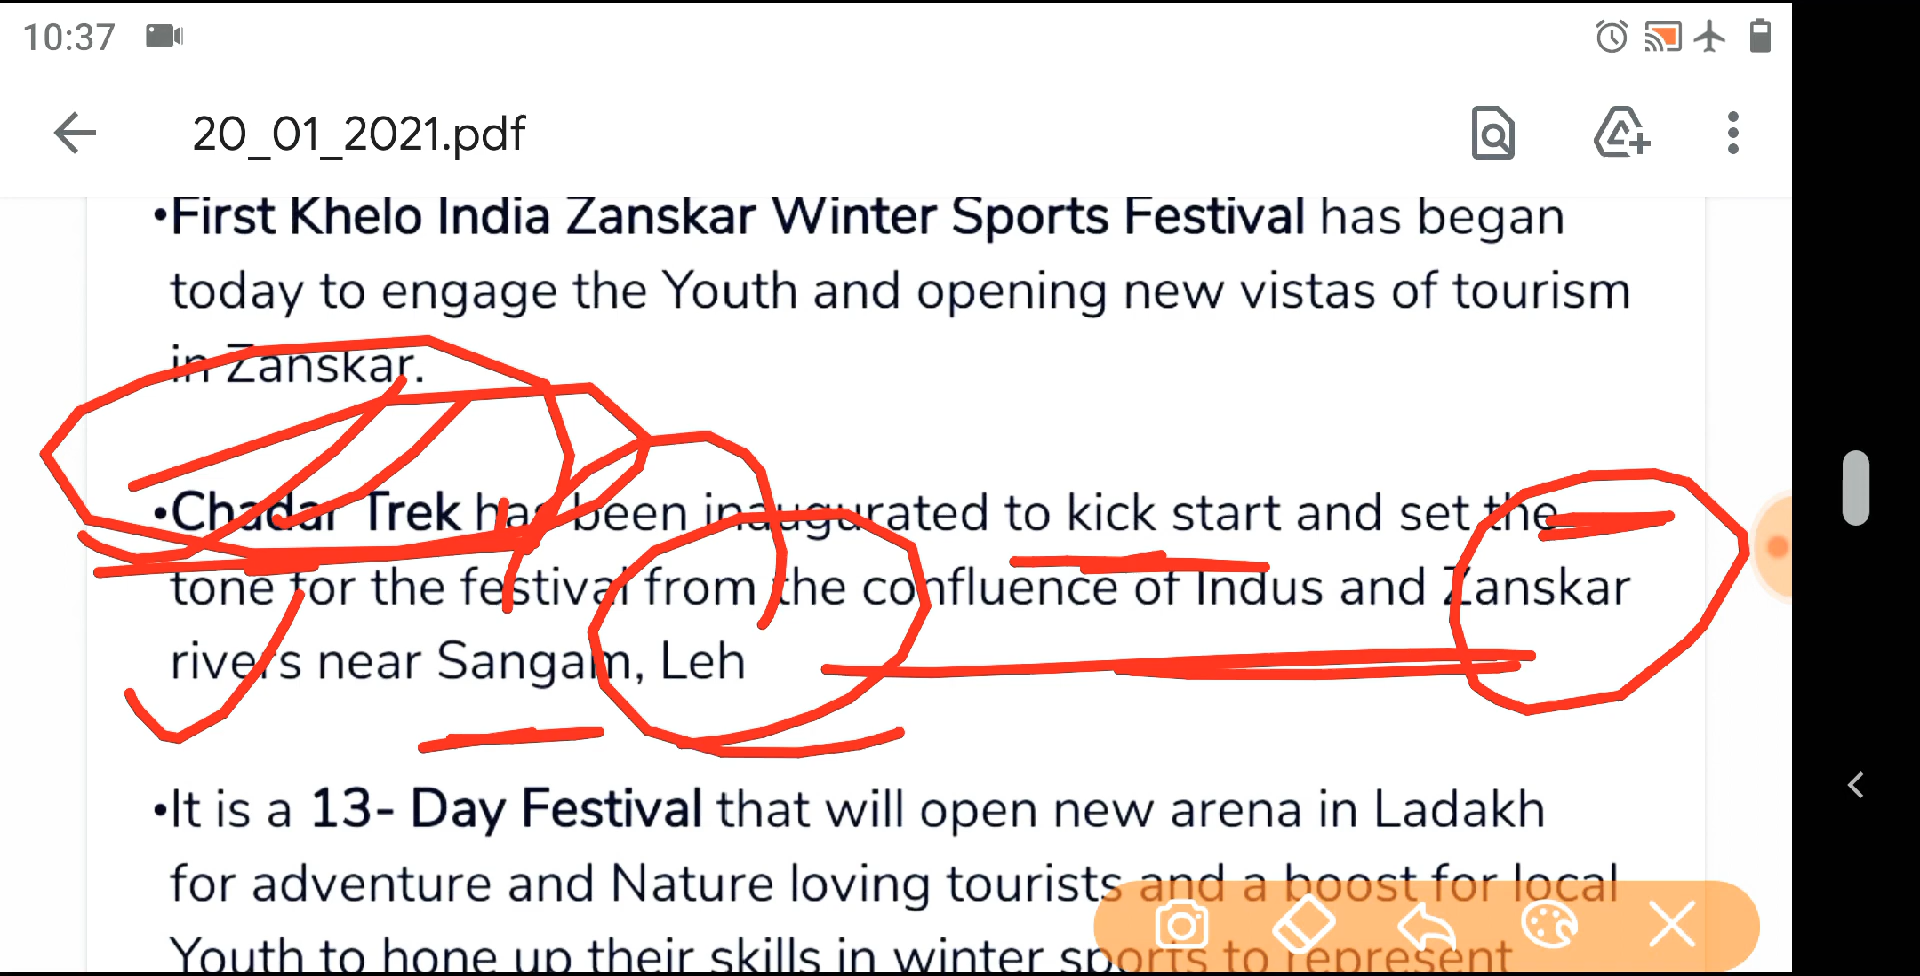 10:37
20_01_2021.pdf
•First Khelo India Zanskar Winter Sports Festival has began
today to engage the Youth and opening new vistas of tourism
in Zanskar.
•Chadar Trek has been inaugurated to kick start and set the
tone for the festival from the confluence of Indus and Zanskar
rivers near Sangam, Leh
•It is a 13- Day Festival that will open new arena in Ladakh
for adventure and Nature loving tourists and a boost for local
Youth to hone up their skills in winter sports to represent